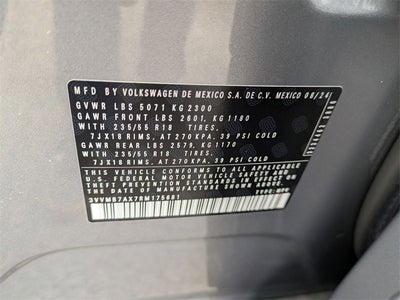 MFD BY VOLKSWAGEN DE MEXICO S.A. DE C.V. MEXICO 08/24
GVWR LBS 5071 KG 2300
GAWR FRONT LBS 2601, KG 1180
WITH 235/55 R18 TIRES.
7JX18 RIMS, AT 270 KPA, 39 PSI COLD
GAWR REAR LBS 2579, KG 1170
WITH 235/55 R18 TIRES.
7JX18 RIMS, AT 270 KPA, 39 PSI COLD
THIS VEHICLE CONFORMS TO ALL APPLICABLE
U.S. FEDERAL MOTOR VEHICLE SAFETY AND
THEFT PREVENTION STANDARDS IN EFFECT ON
THE DATE OF MANUFACTURE SHOWN ABOVE.
3VVMB7AX7RM175681